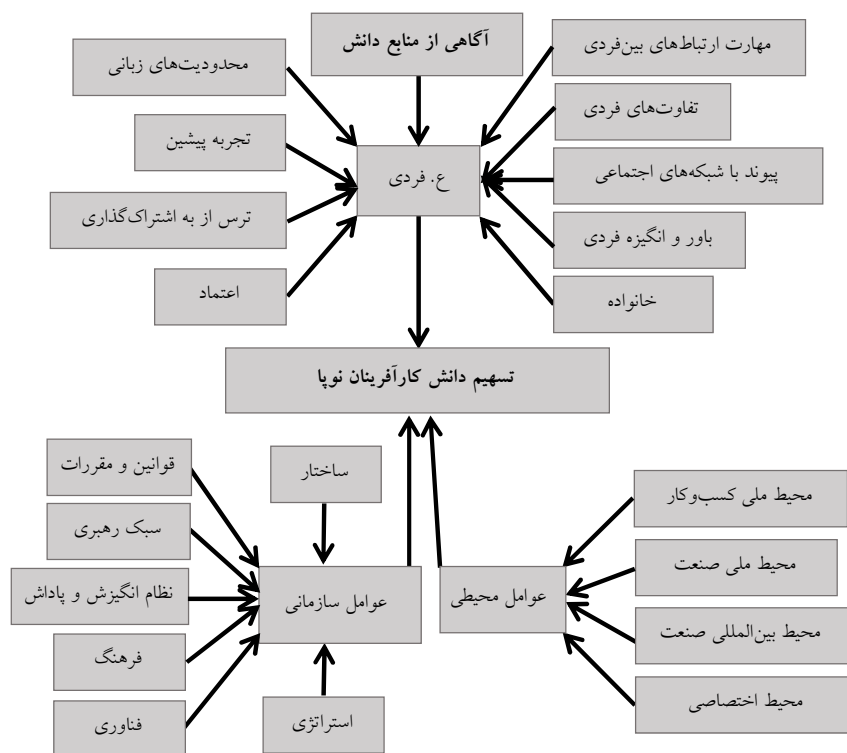 آگاهی از منابع دانش
مهارت ارتباط‌های بین‌فردی
محدودیت‌های زبانی
تفاوت‌های فردی
تجربه پیشین
ع. فردی
پیوند با شبکه‌های اجتماعی
ترس از به اشتراک‌گذاری
باور و انگیزه فردی
اعتماد
خانواده
تسهیم دانش کارآفرینان نوپا
قوانین و مقررات
ساختار
محیط ملی کسب‌وکار
سبک رهبری
محیط ملی صنعت
نظام انگیزش و پاداش
عوامل سازمانی
عوامل محیطی
محیط بین‌المللی صنعت
فرهنگ
محیط اختصاصی
فناوری
استراتژی